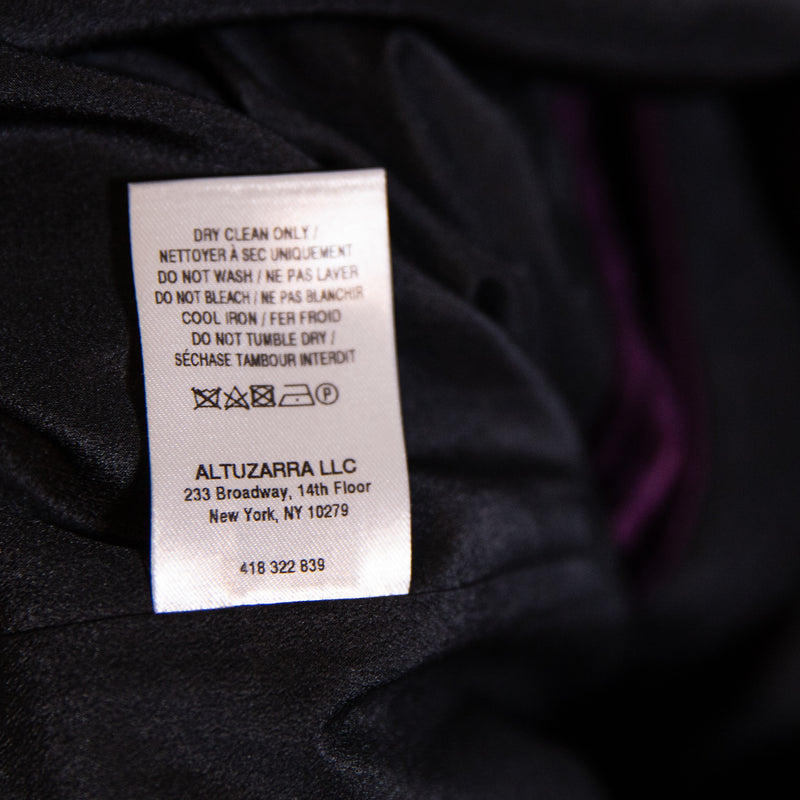 DRY CLEAN ONLY /
NETTOYER À SEC UNIQUEMENT
DO NOT WASH / NE PAS LAVER
DO NOT BLEACH / NE PAS BLANCHIR
COOL IRON / FER FROID
DO NOT TUMBLE DRY /
SÉCHASE TAMBOUR INTERDIT
P
ALTUZARRA LLC
233 Broadway, 14th Floor
New York, NY 10279
418 322 839